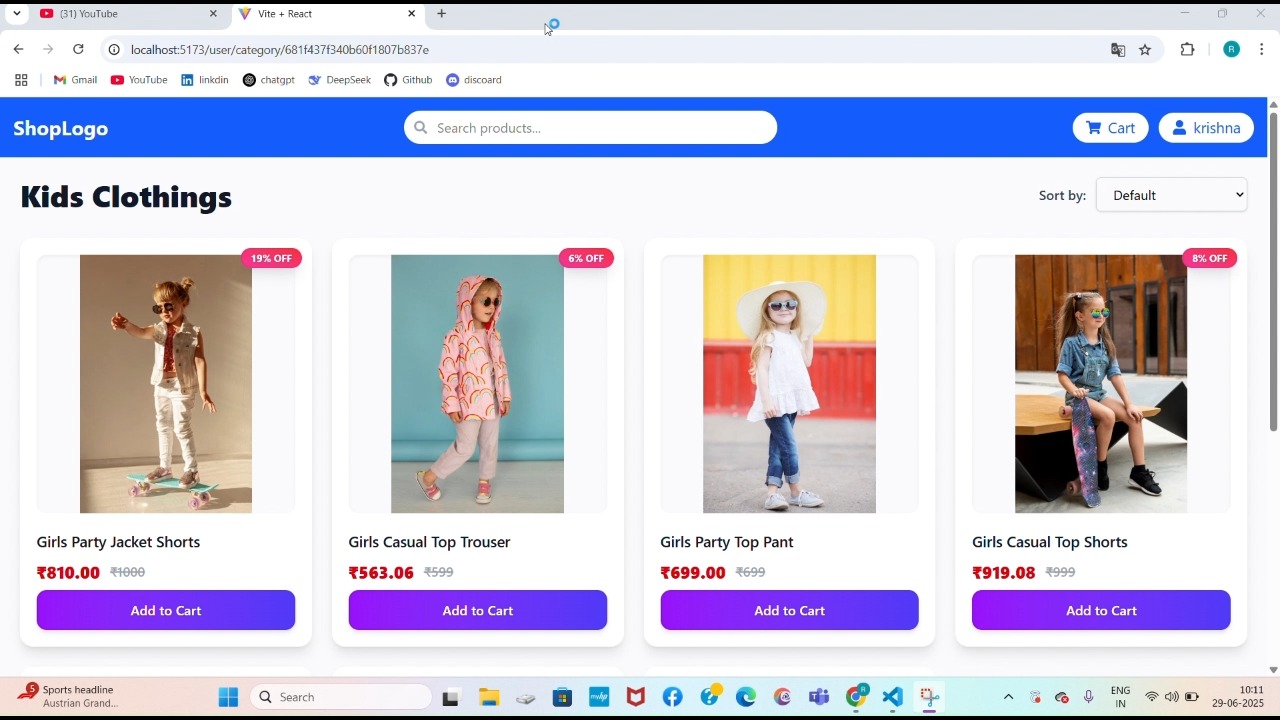 (31) YouTube
Vite + React
localhost:5173/user/category/681f437f340b60f1807b837e
R
Gmail
YouTube
linkdin
chatgpt
DeepSeek
Github
discoard
ShopLogo
Search products...
Cart
krishna
Kids Clothings
Sort by:
Default
19% OFF
6% OFF
8% OFF
Girls Party Jacket Shorts
Girls Casual Top Trouser
Girls Party Top Pant
Girls Casual Top Shorts
₹810.00 ₹1000
₹563.06 ₹599
₹699.00 ₹699
₹919.08 ₹999
Add to Cart
Add to Cart
Add to Cart
Add to Cart
5
Sports headline
Austrian Grand...
Search
R
ENG
IN
10:11
29-06-2025